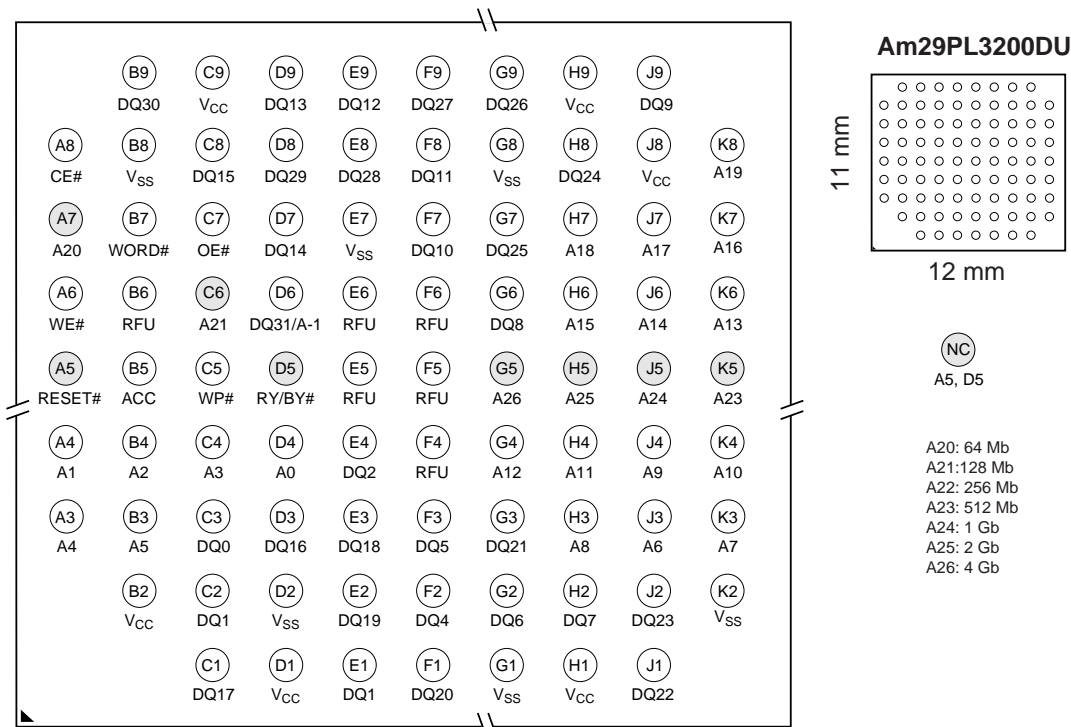 Am29PL3200DU
B9 C9 D9 E9 F9 G9 H9 J9
DQ30 VCC DQ13 DQ12 DQ27 DQ26 VCC DQ9
A8 B8 C8 D8 E8 F8 G8 H8 J8 K8
CE# VSS DQ15 DQ29 DQ28 DQ11 VSS DQ24 VCC A19
A7 B7 C7 D7 E7 F7 G7 H7 J7 K7
A20 WORD# OE# DQ14 VSS DQ10 DQ25 A18 A17 A16
A6 B6 C6 D6 E6 F6 G6 H6 J6 K6
WE# RFU A21 DQ31/A-1 RFU RFU DQ8 A15 A14 A13
A5 B5 C5 D5 E5 F5 G5 H5 J5 K5
RESET# ACC WP# RY/BY# RFU RFU A26 A25 A24 A23
A4 B4 C4 D4 E4 F4 G4 H4 J4 K4
A1 A2 A3 A0 DQ2 RFU A12 A11 A9 A10
A3 B3 C3 D3 E3 F3 G3 H3 J3 K3
A4 A5 DQ0 DQ16 DQ18 DQ5 DQ21 A8 A6 A7
B2 C2 D2 E2 F2 G2 H2 J2 K2
VCC DQ1 VSS DQ19 DQ4 DQ6 DQ7 DQ23 VSS
C1 D1 E1 F1 G1 H1 J1
DQ17 VCC DQ1 DQ20 VSS VCC DQ22
11 mm
12 mm
NC
A5, D5
A20: 64 Mb
A21:128 Mb
A22: 256 Mb
A23: 512 Mb
A24: 1 Gb
A25: 2 Gb
A26: 4 Gb